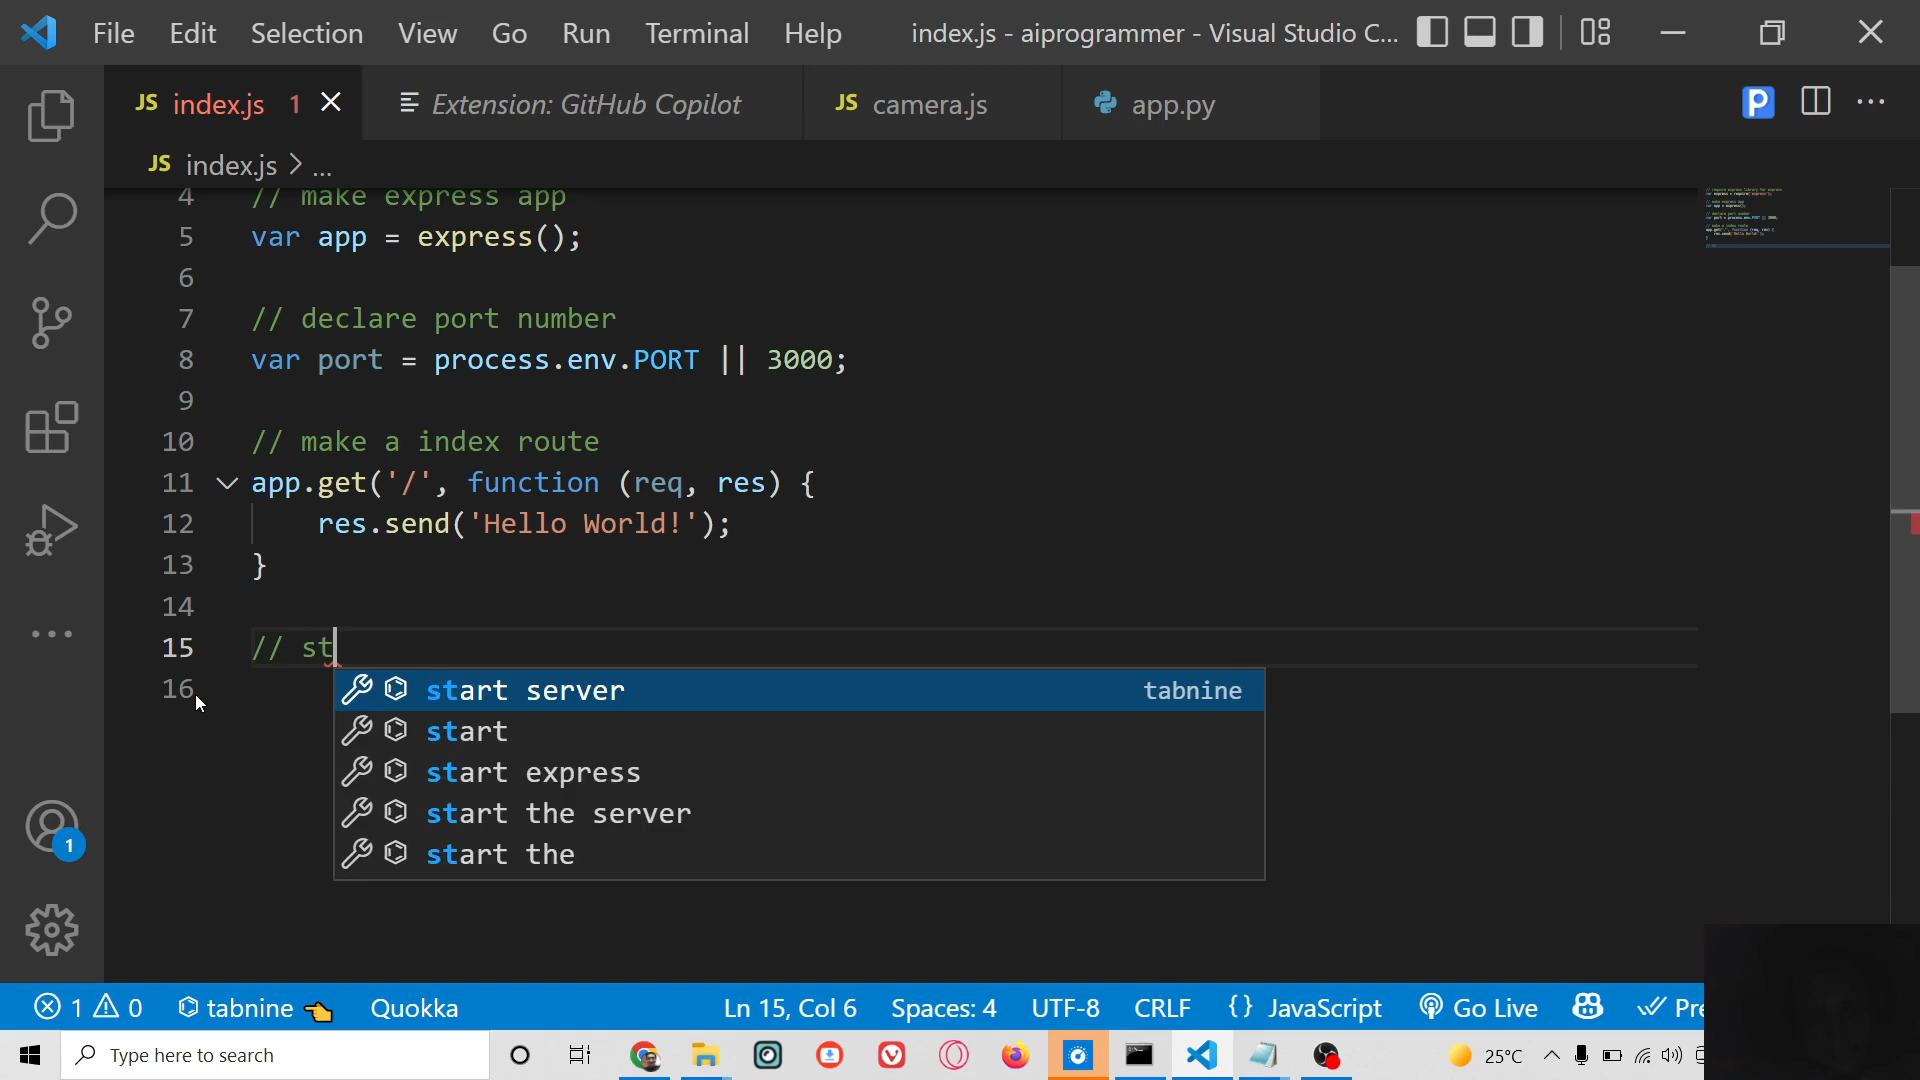 File Edit Selection View Go Run Terminal Help index.js - aiprogrammer - Visual Studio C...
JS index.js 1 Extension: GitHub Copilot JS camera.js app.py
JS index.js > ...
4 // make express app
5 var app = express();
6
7 // declare port number
8 var port = process.env.PORT || 3000;
9
10 // make a index route
11 app.get('/', function (req, res) {
12 res.send('Hello World!');
13 }
14
15 // st
16
start server tabnine
start
start express
start the server
start the
1
1 0 tabnine Quokka Ln 15, Col 6 Spaces: 4 UTF-8 CRLF {} JavaScript Go Live Pre
Type here to search 25°C